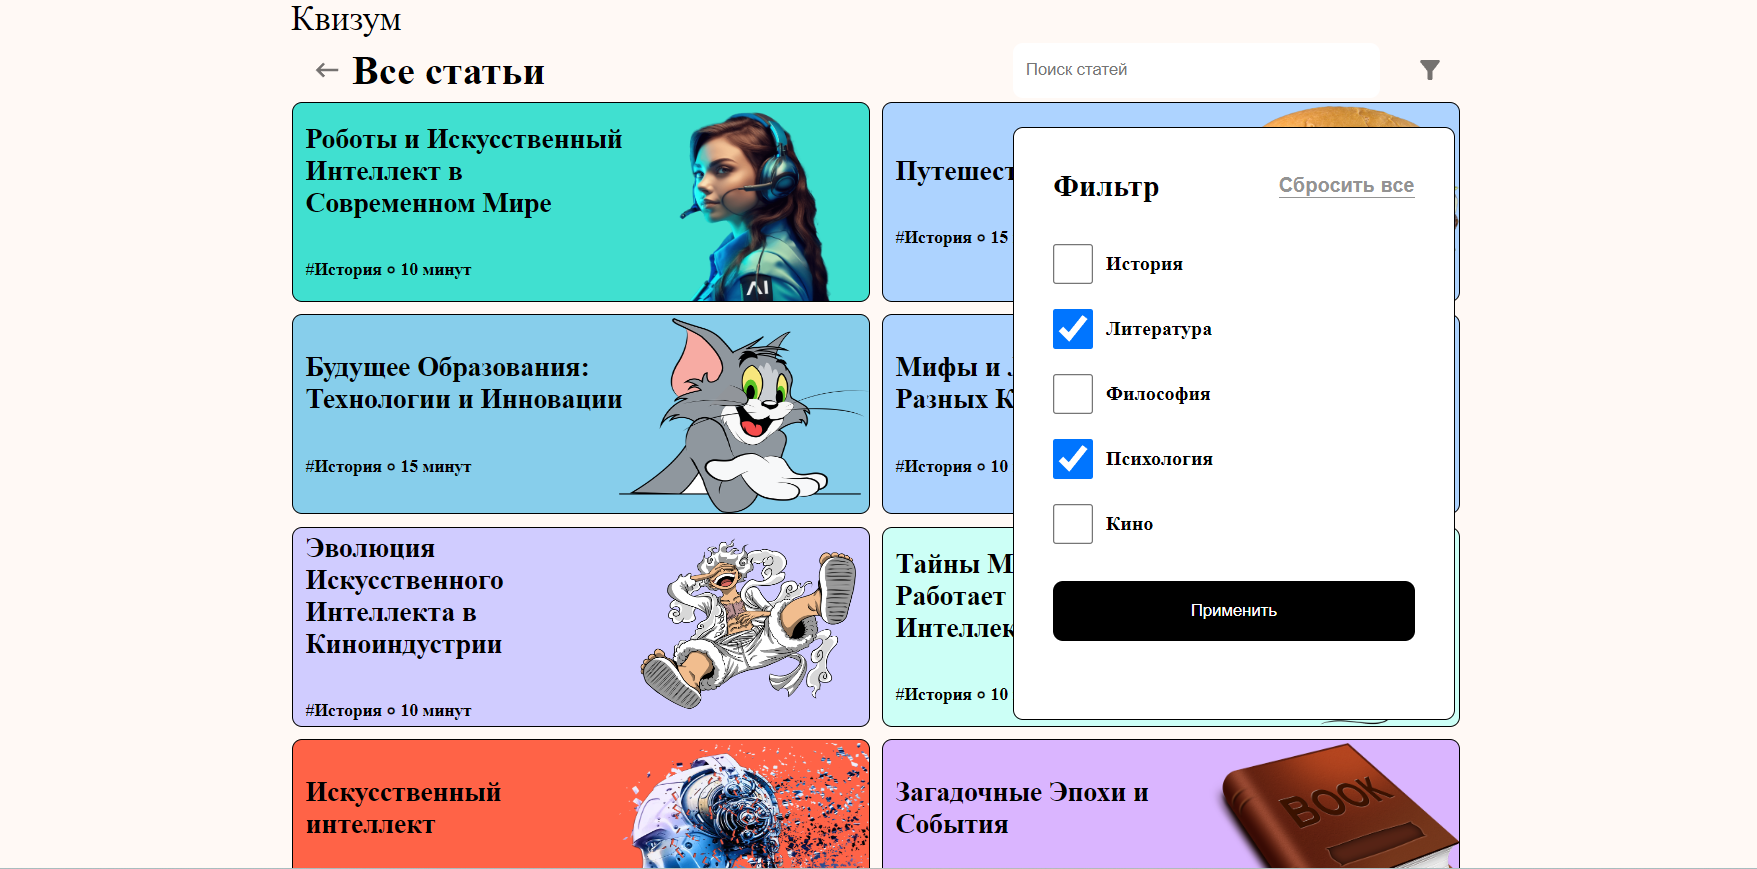 Квизум
Все статьи
Поиск статей
Роботы и Искусственный
Интеллект в
Современном Мире
#История ⚬ 10 минут
AI
Путешест
#История ⚬ 15
Фильтр
Сбросить все
История
Литература
Философия
Психология
Кино
Применить
Будущее Образования:
Технологии и Инновации
#История ⚬ 15 минут
Мифы и
Разных К
#История ⚬ 10
Эволюция
Искусственного
Интеллекта в
Киноиндустрии
#История ⚬ 10 минут
Тайны М
Работает
Интеллек
#История ⚬ 10
Искусственный
интеллект
Загадочные Эпохи и
События
BOOK